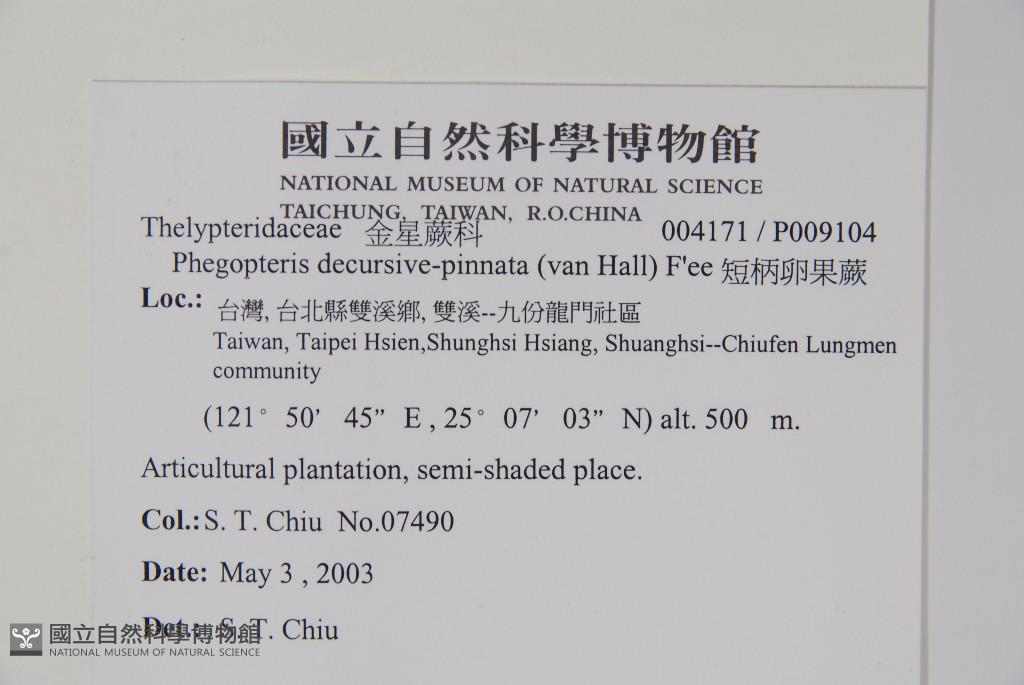 國立自然科學博物館
NATIONAL MUSEUM OF NATURAL SCIENCE
TAICHUNG, TAIWAN, R.O.CHINA
Thelypteridaceae 金星蕨科 004171 / P009104
Phegopteris decursive-pinnata (van Hall) F'ee 短柄卵果蕨
Loc.: 台灣, 台北縣雙溪鄉, 雙溪--九份龍門社區
Taiwan, Taipei Hsien,Shunghsi Hsiang, Shuanghsi--Chiufen Lungmen
community
(121° 50’ 45” E , 25° 07’ 03” N) alt. 500 m.
Articultural plantation, semi-shaded place.
Col.: S. T. Chiu No.07490
Date: May 3 , 2003
Det.: S. T. Chiu
國立自然科學博物館
NATIONAL MUSEUM OF NATURAL SCIENCE